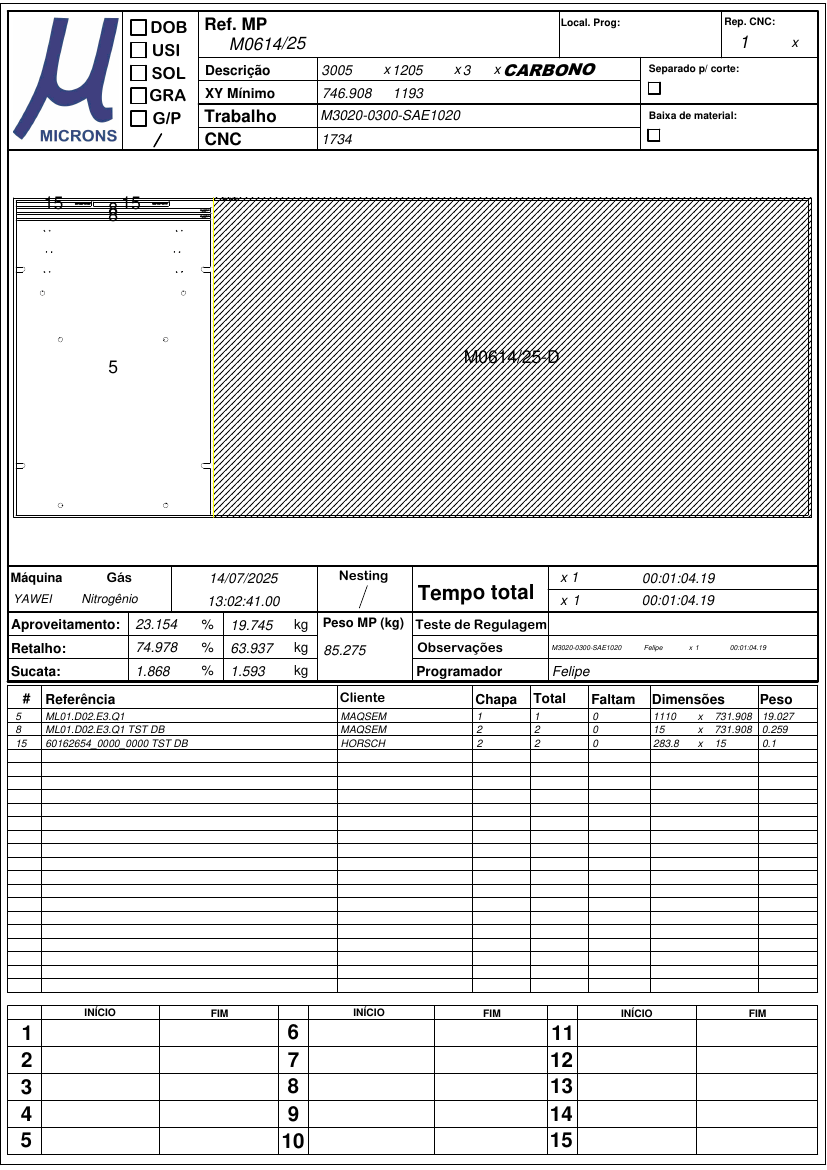 µ
MICRONS
DOB
USI
SOL
GRA
G/P
/
Ref. MP
M0614/25
Local. Prog:
Rep. CNC:
1 x
Descrição 3005 x 1205 x 3 x CARBONO
Separado p/ corte:
XY Mínimo 746.908 1193
Trabalho M3020-0300-SAE1020
Baixa de material:
CNC 1734
15 8 15
8
5
M0614/25-D
Máquina Gás 14/07/2025 Nesting Tempo total x 1 00:01:04.19
YAWEI Nitrogênio 13:02:41.00 / x 1 00:01:04.19
Aproveitamento: 23.154 % 19.745 kg Peso MP (kg) Teste de Regulagem
Retalho: 74.978 % 63.937 kg 85.275 Observações M3020-0300-SAE1020 Felipe x 1 00:01:04.19
Sucata: 1.868 % 1.593 kg Programador Felipe
# Referência Cliente Chapa Total Faltam Dimensões Peso
5 ML01.D02.E3.Q1 MAQSEM 1 1 0 1110 x 731.908 19.027
8 ML01.D02.E3.Q1 TST DB MAQSEM 2 2 0 15 x 731.908 0.259
15 60162654_0000_0000 TST DB HORSCH 2 2 0 283.8 x 15 0.1
INÍCIO FIM INÍCIO FIM INÍCIO FIM
1 6 11
2 7 12
3 8 13
4 9 14
5 10 15